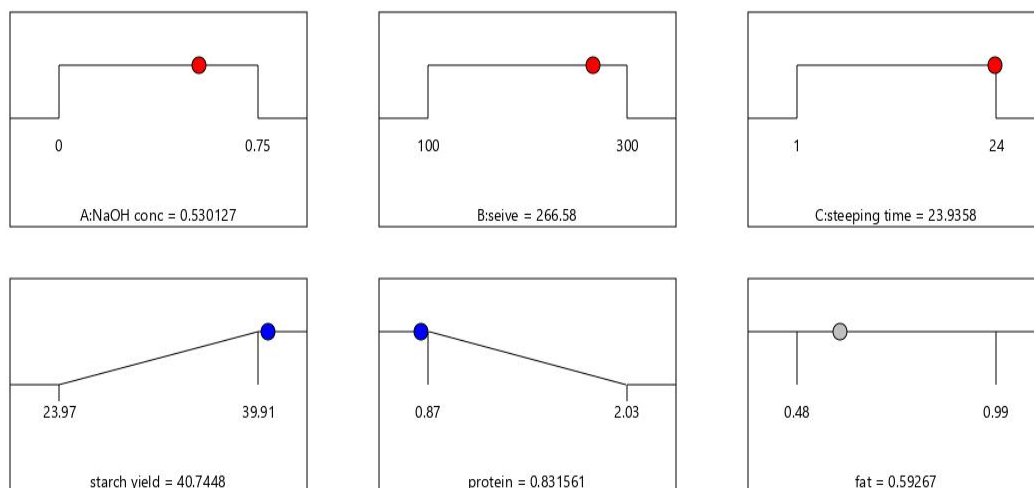 0 0.75
A:NaOH conc = 0.530127
100 300
B:seive = 266.58
1 24
C:steeping time = 23.9358
23.97 39.91
starch yield = 40.7448
0.87 2.03
protein = 0.831561
0.48 0.99
fat = 0.59267